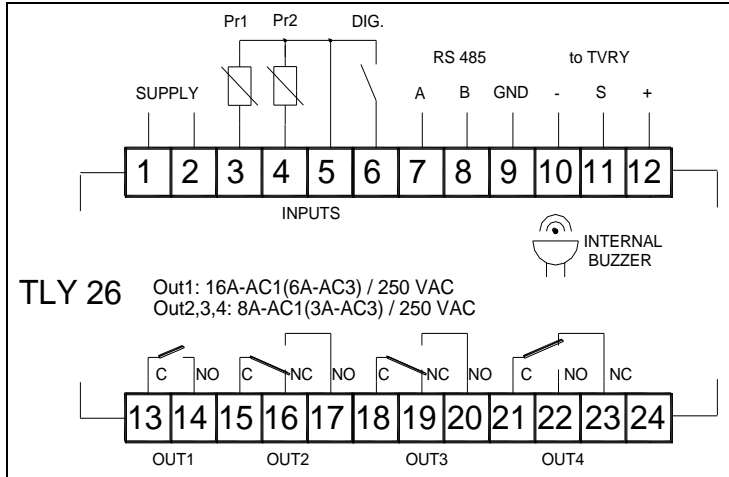 Pr1 Pr2 DIG.
RS 485 to TVRY
SUPPLY A B GND - S +
1 2 3 4 5 6 7 8 9 10 11 12
INPUTS
INTERNAL
BUZZER
TLY 26
Out1: 16A-AC1(6A-AC3) / 250 VAC
Out2,3,4: 8A-AC1(3A-AC3) / 250 VAC
C NO C NC NO C NC NO C NO NC
13 14 15 16 17 18 19 20 21 22 23 24
OUT1 OUT2 OUT3 OUT4